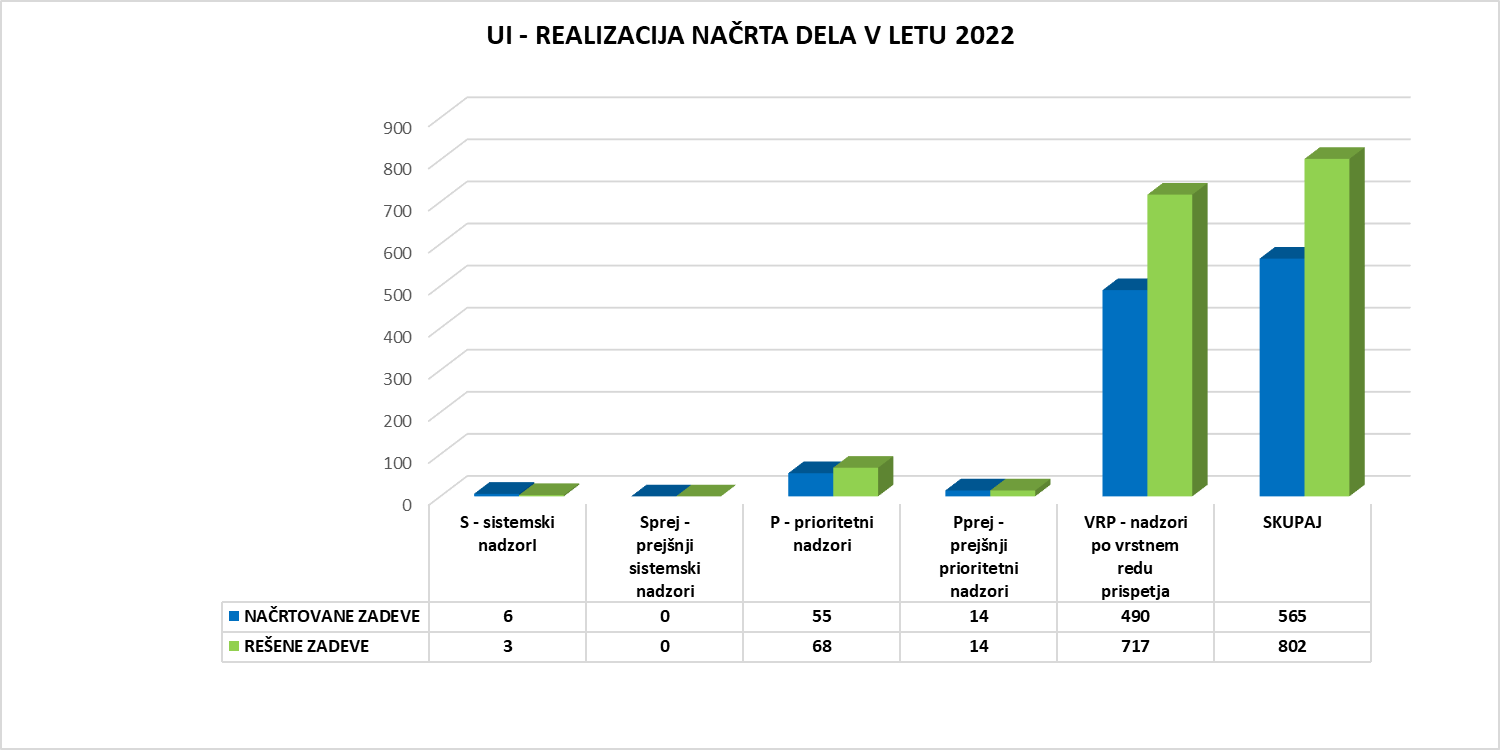 UI - REALIZACIJA NAČRTA DELA V LETU 2022
900
800
700
600
500
400
300
200
100
0
S - sistemski
nadzorI
Sprej -
prejšnji
sistemski
nadzori
P - prioritetni
nadzori
Pprej -
prejšnji
prioritetni
nadzori
VRP - nadzori
po vrstnem
redu
prispetja
SKUPAJ
NAČRTOVANE ZADEVE 6 0 55 14 490 565
REŠENE ZADEVE 3 0 68 14 717 802